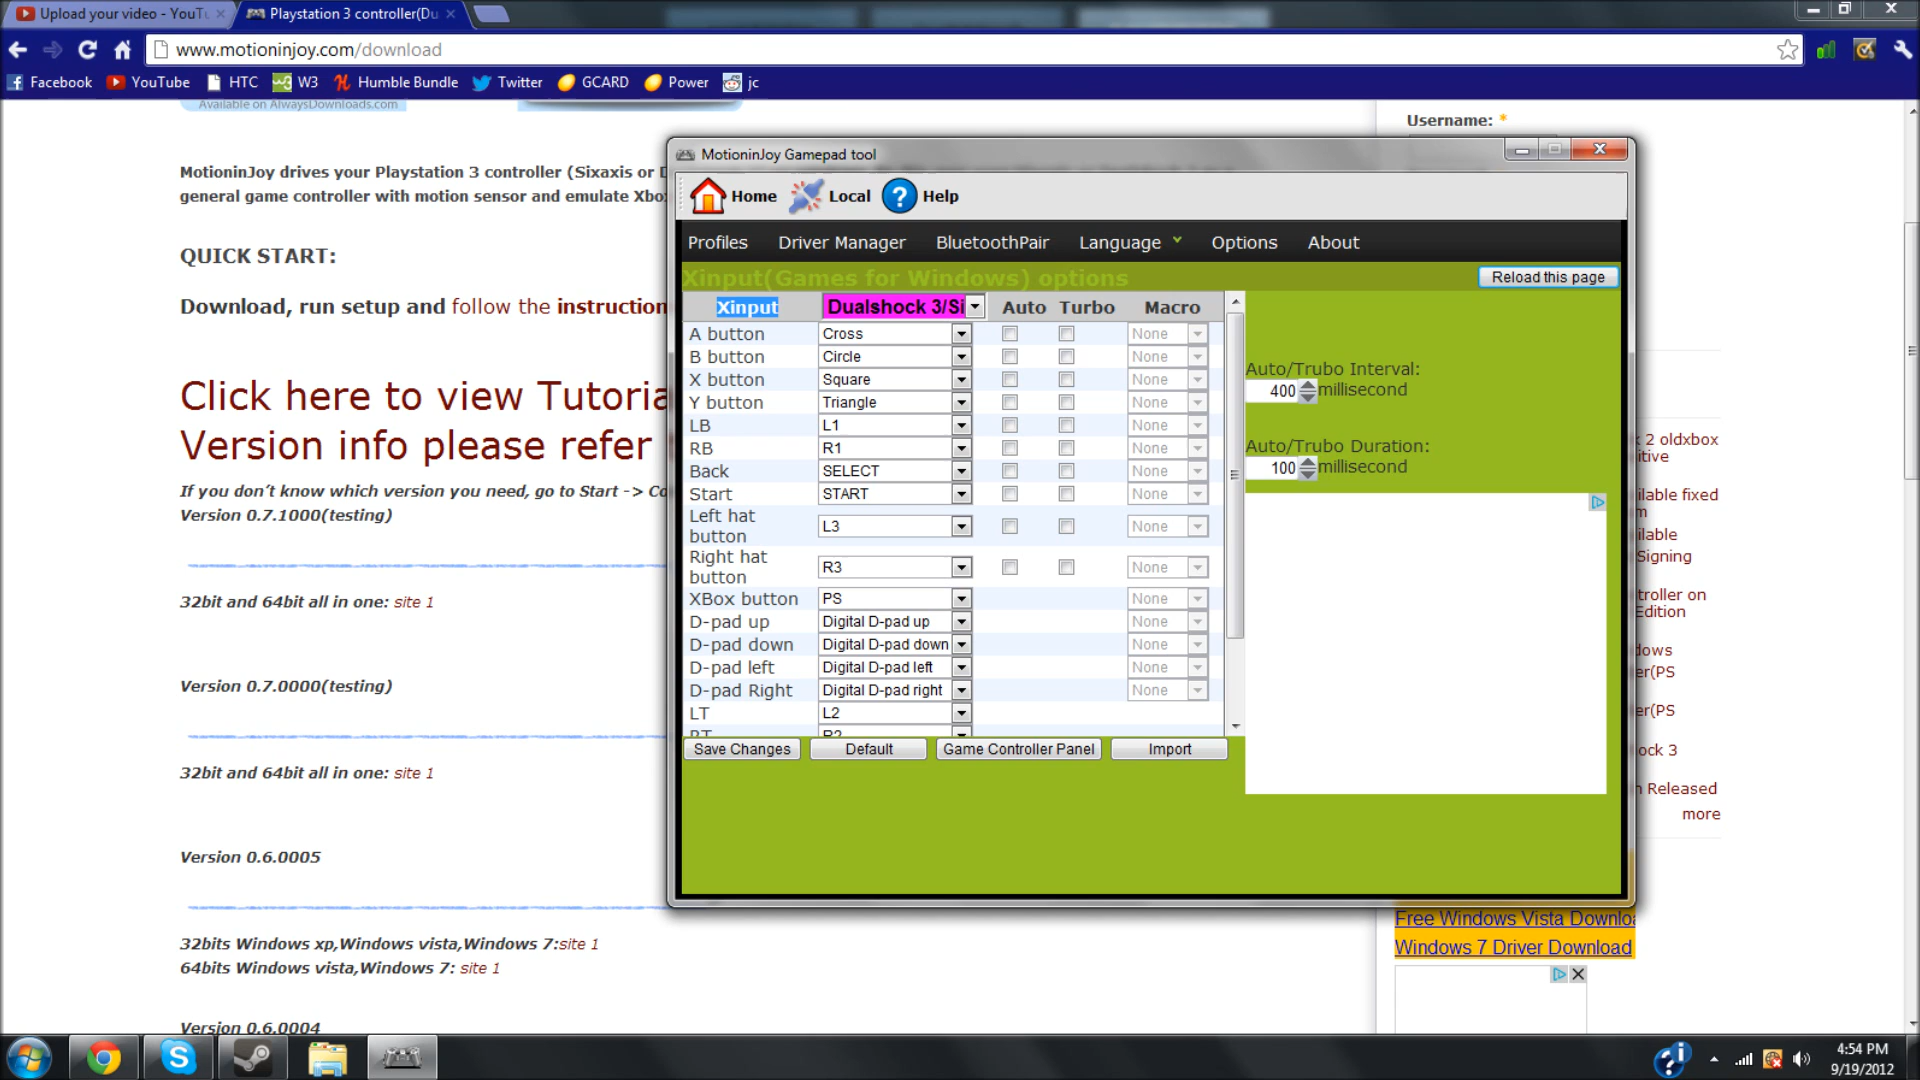 Upload your video - YouTu
Playstation 3 controller(Du
www.motioninjoy.com/download
Facebook YouTube HTC W3 Humble Bundle Twitter GCARD Power jc
Available on AlwaysDownloads.com
Username: *
MotioninJoy drives your Playstation 3 controller (Sixaxis or D
general game controller with motion sensor and emulate Xbo
QUICK START:
Download, run setup and follow the instruction
Click here to view Tutoria
Version info please refer
If you don't know which version you need, go to Start -> Co
Version 0.7.1000(testing)
32bit and 64bit all in one: site 1
Version 0.7.0000(testing)
32bit and 64bit all in one: site 1
Version 0.6.0005
32bits Windows xp,Windows vista,Windows 7:site 1
64bits Windows vista,Windows 7: site 1
Version 0.6.0004
MotioninJoy Gamepad tool
Home Local Help
Profiles Driver Manager BluetoothPair Language Options About
Xinput(Games for Windows) options
Reload this page
Xinput Dualshock 3/Si Auto Turbo Macro
A button Cross None
B button Circle None
X button Square None
Y button Triangle None
LB L1 None
RB R1 None
Back SELECT None
Start START None
Left hat
button L3 None
Right hat
button R3 None
XBox button PS None
D-pad up Digital D-pad up None
D-pad down Digital D-pad down None
D-pad left Digital D-pad left None
D-pad Right Digital D-pad right None
LT L2
RT R2
Save Changes Default Game Controller Panel Import
Auto/Trubo Interval:
400 millisecond
Auto/Trubo Duration:
100 millisecond
k 2 oldxbox
itive
ilable fixed
m
ilable
Signing
troller on
Edition
dows
er(PS
er(PS
ock 3
n Released
more
Free Windows Vista Downloa
Windows 7 Driver Download
4:54 PM
9/19/2012